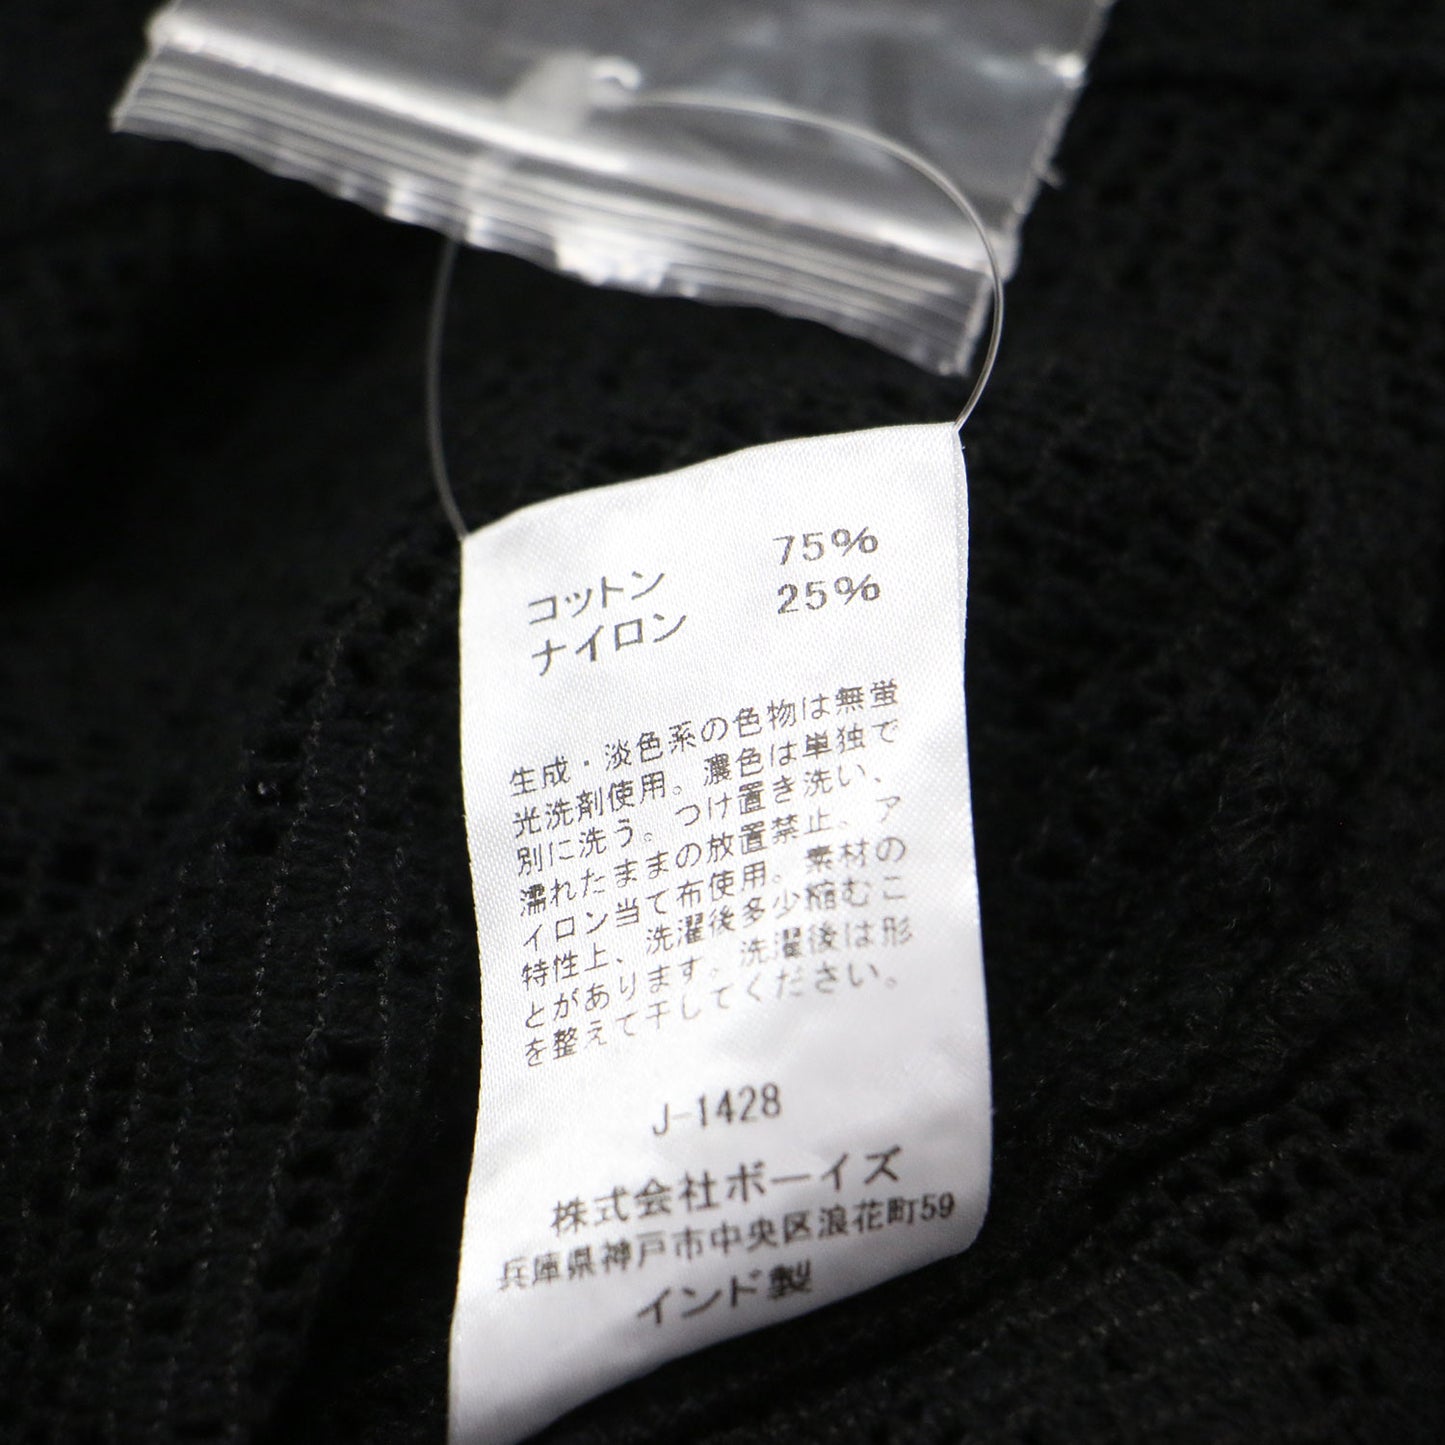 コットン 75%
ナイロン 25%
生成・淡色系の色物は無蛍
光洗剤使用。濃色は単独で
別に洗う。つけ置き洗い、
濡れたままの放置禁止。ア
イロン当て布使用。素材の
特性上、洗濯後多少縮むこ
とがあります。洗濯後は形
を整えて干してください。
J-1428
株式会社ボーイズ
兵庫県神戸市中央区浪花町59
インド製